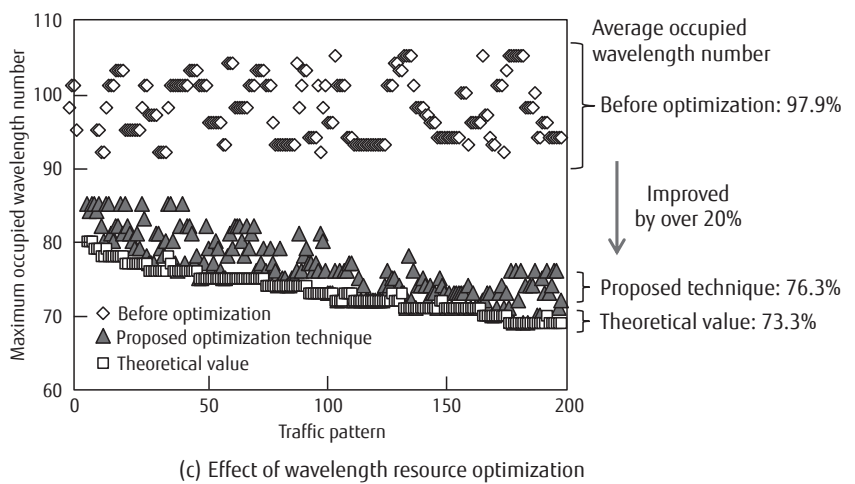 110
100
90
80
70
60
Maximum occupied wavelength number
Before optimization
Proposed optimization technique
Theoretical value
0
50
100
150
200
Traffic pattern
Average occupied
wavelength number
Before optimization: 97.9%
Improved
by over 20%
Proposed technique: 76.3%
Theoretical value: 73.3%
(c) Effect of wavelength resource optimization